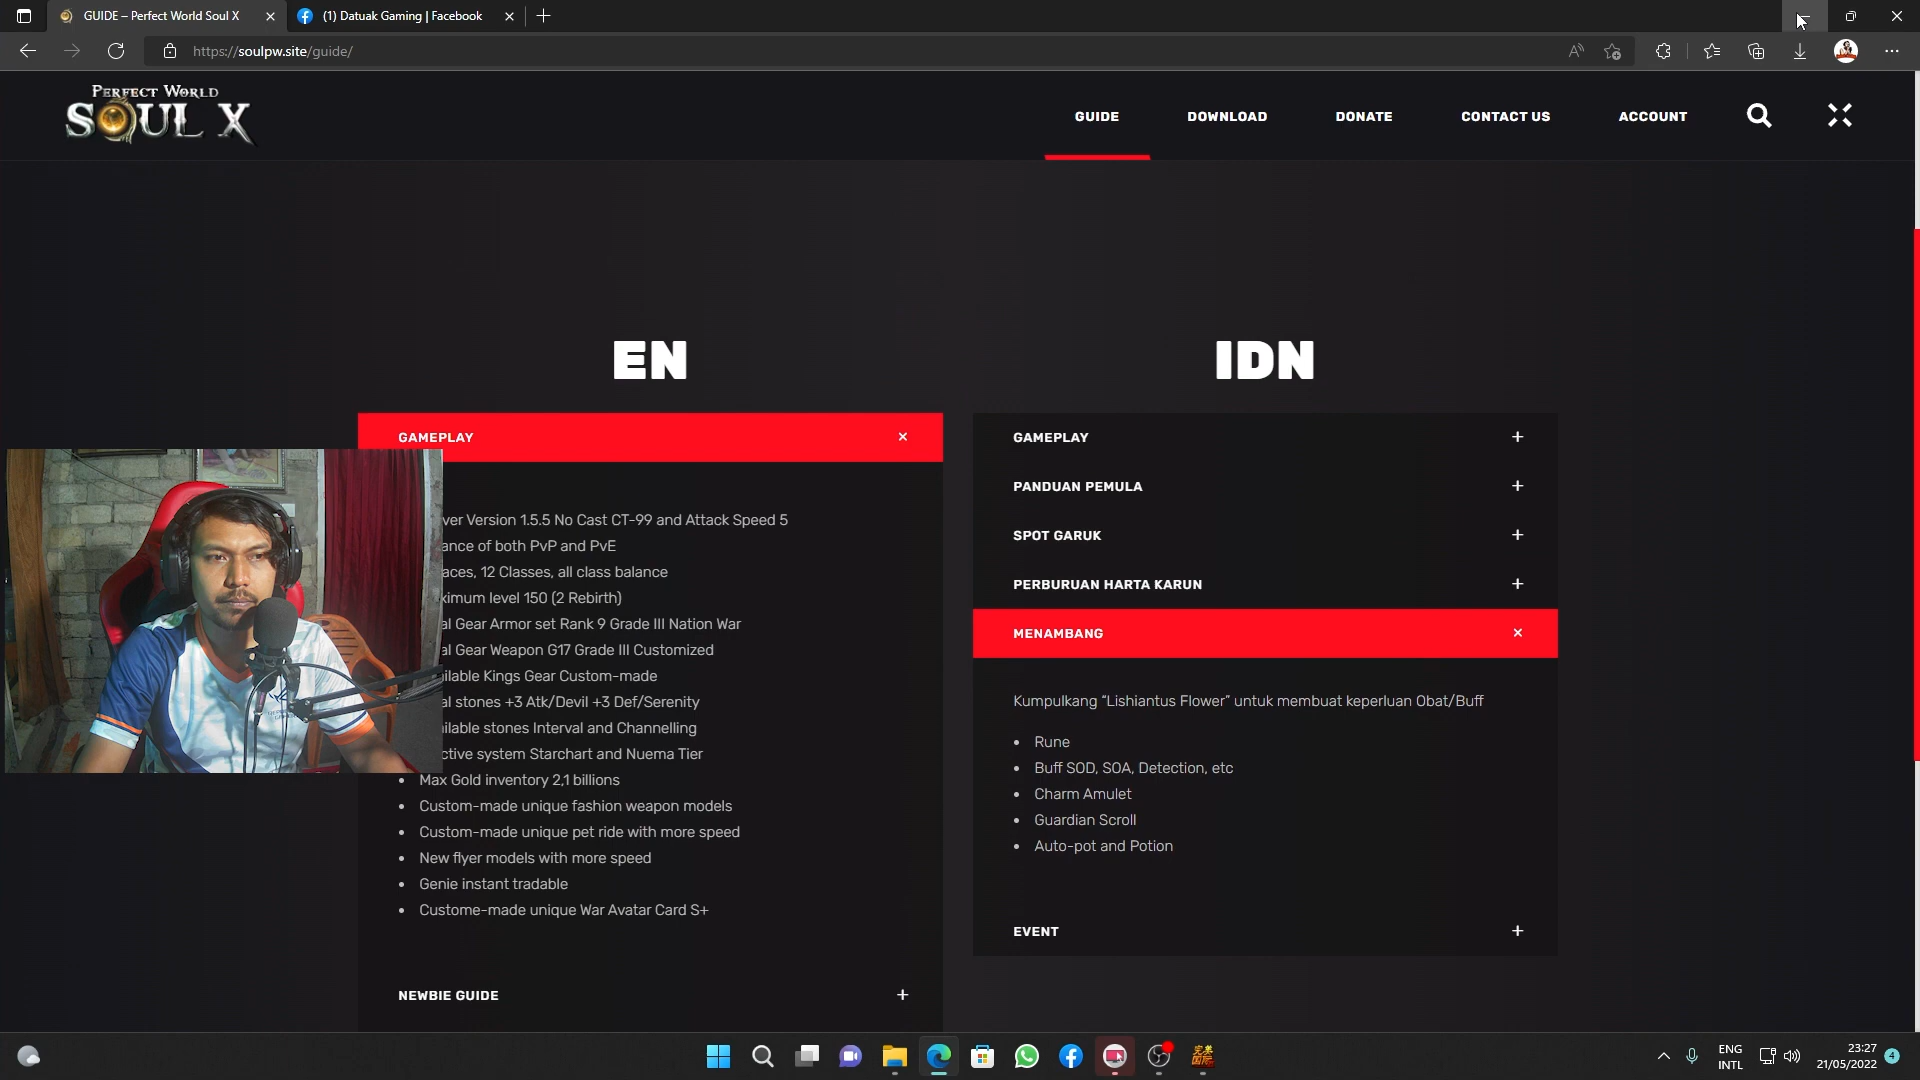 GUIDE – Perfect World Soul X
(1) Datuak Gaming | Facebook
https://soulpw.site/guide/
PERFECT WORLD
SOUL X
GUIDE
DOWNLOAD
DONATE
CONTACT US
ACCOUNT
EN
GAMEPLAY
ver Version 1.5.5 No Cast CT-99 and Attack Speed 5
ance of both PvP and PvE
aces, 12 Classes, all class balance
ximum level 150 (2 Rebirth)
al Gear Armor set Rank 9 Grade III Nation War
al Gear Weapon G17 Grade III Customized
ilable Kings Gear Custom-made
al stones +3 Atk/Devil +3 Def/Serenity
ilable stones Interval and Channelling
ctive system Starchart and Nuema Tier
• Max Gold inventory 2,1 billions
• Custom-made unique fashion weapon models
• Custom-made unique pet ride with more speed
• New flyer models with more speed
• Genie instant tradable
• Custome-made unique War Avatar Card S+
NEWBIE GUIDE
IDN
GAMEPLAY
PANDUAN PEMULA
SPOT GARUK
PERBURUAN HARTA KARUN
MENAMBANG
Kumpulkang “Lishiantus Flower” untuk membuat keperluan Obat/Buff
• Rune
• Buff SOD, SOA, Detection, etc
• Charm Amulet
• Guardian Scroll
• Auto-pot and Potion
EVENT
ENG
INTL
23:27
21/05/2022
4